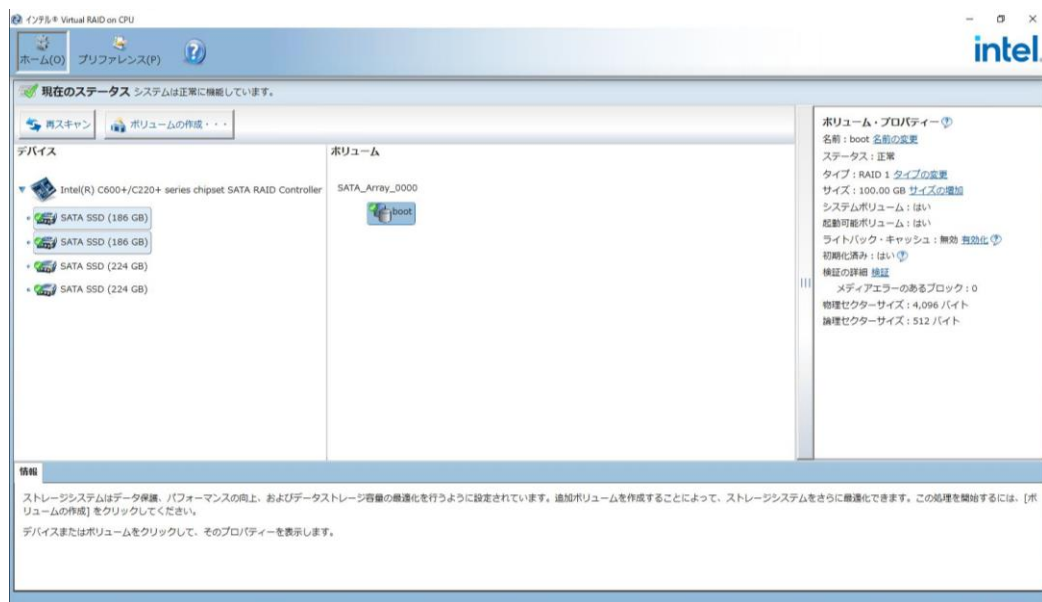 インテル® Virtual RAID on CPU
ホーム(O)
プリファレンス(P)
intel.
現在のステータス システムは正常に機能しています。
再スキャン
ボリュームの作成・・・
デバイス
Intel(R) C600+/C220+ series chipset SATA RAID Controller
SATA SSD (186 GB)
SATA SSD (186 GB)
SATA SSD (224 GB)
SATA SSD (224 GB)
ボリューム
SATA_Array_0000
boot
ボリューム・プロパティー
名前：boot 名前の変更
ステータス：正常
タイプ：RAID 1 タイプの変更
サイズ：100.00 GB サイズの増加
システムボリューム：はい
起動可能ボリューム：はい
ライトバック・キャッシュ：無効 有効化
初期化済み：はい
検証の詳細 検証
メディアエラーのあるブロック：0
物理セクターサイズ：4,096 バイト
論理セクターサイズ：512 バイト
情報
ストレージシステムはデータ保護、パフォーマンスの向上、およびデータストレージ容量の最適化を行うように設定されています。追加ボリュームを作成することによって、ストレージシステムをさらに最適化できます。この処理を開始するには、[ボ
リュームの作成] をクリックしてください。
デバイスまたはボリュームをクリックして、そのプロパティーを表示します。